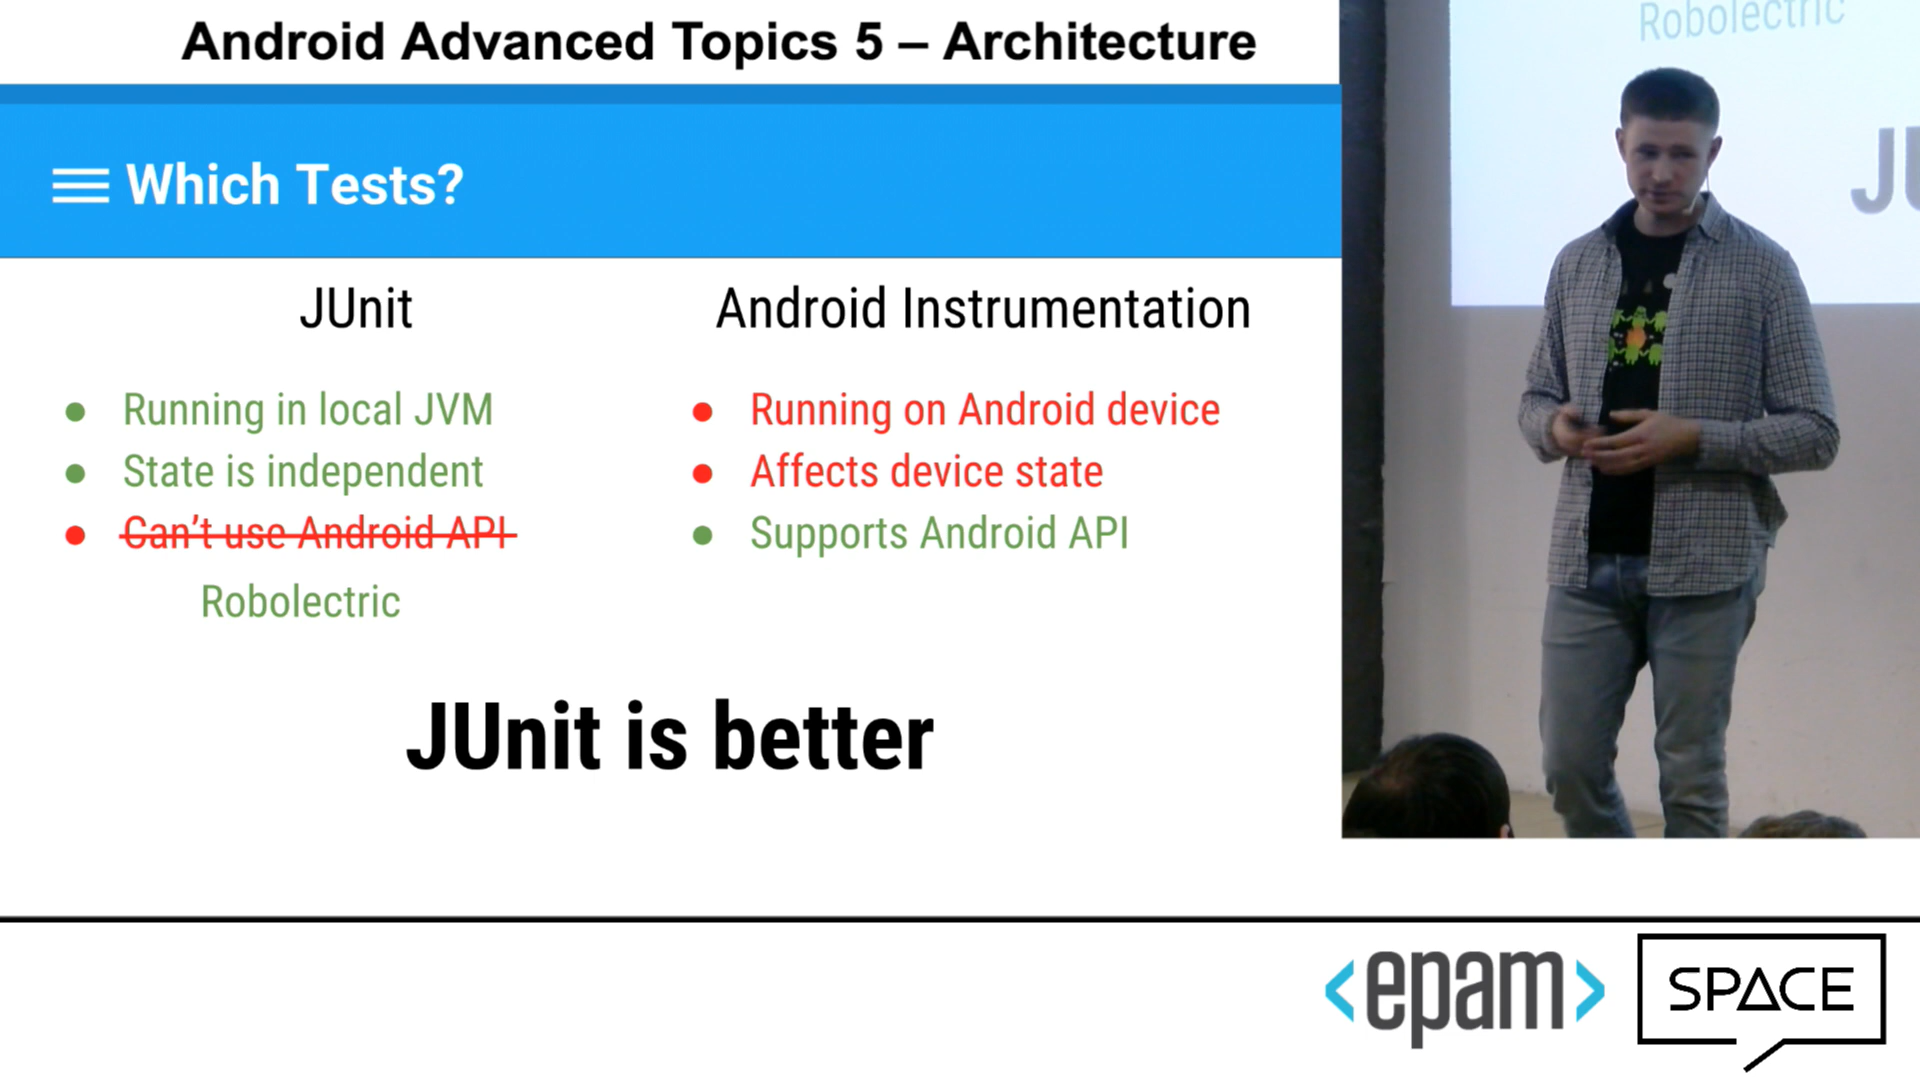 Android Advanced Topics 5 – Architecture
Which Tests?
JUnit
Running in local JVM
State is independent
Can't use Android API
Robolectric
Android Instrumentation
Running on Android device
Affects device state
Supports Android API
JUnit is better
Robolectric
JU
<epam>
SPACE